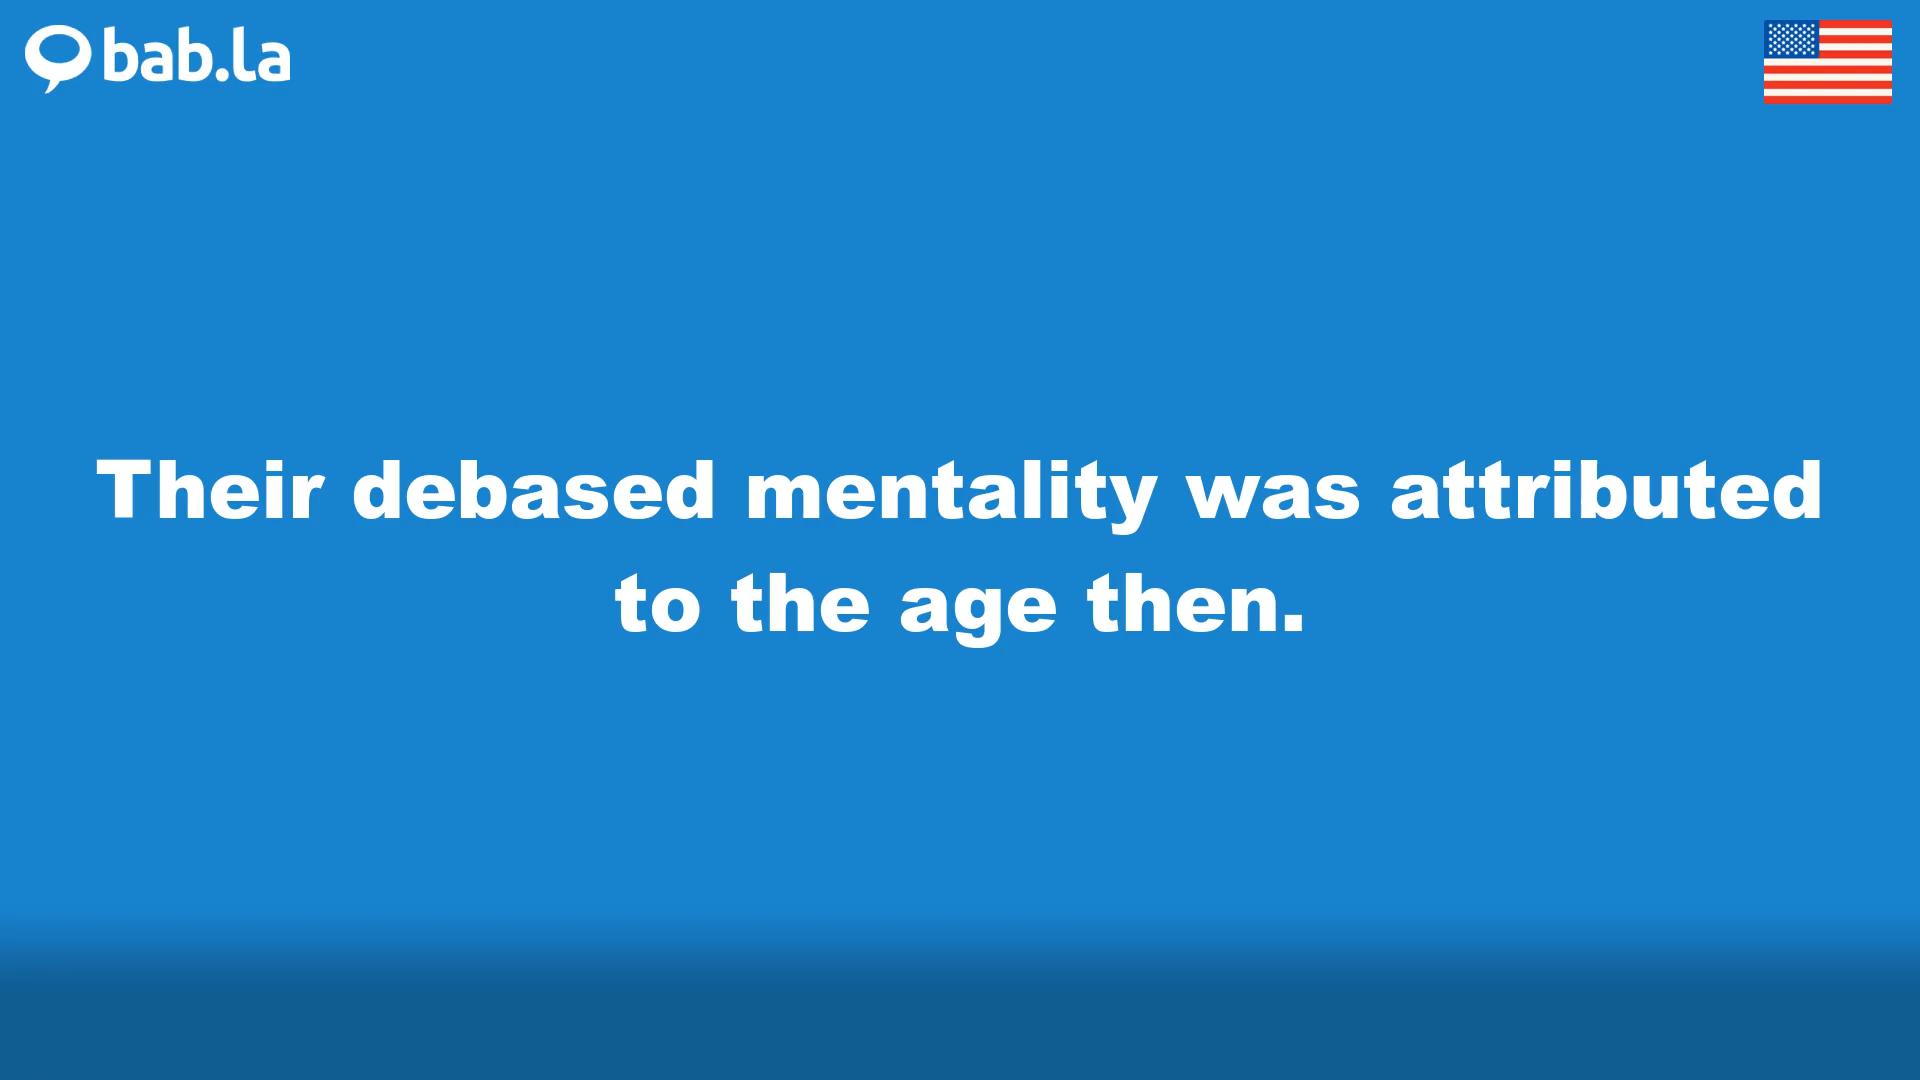 bab.la
Their debased mentality was attributed
to the age then.